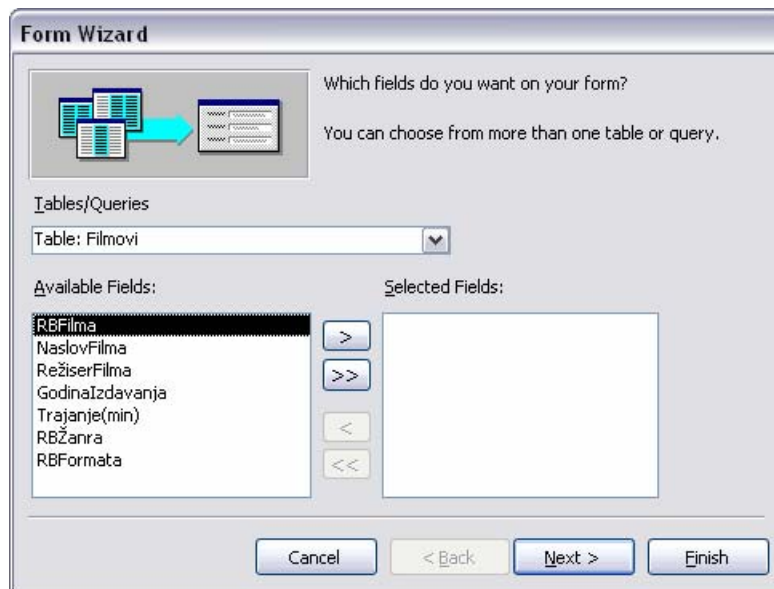 Form Wizard
Which fields do you want on your form?
You can choose from more than one table or query.
Tables/Queries
Table: Filmovi
Available Fields:
Selected Fields:
RBFilma
NaslovFilma
RežiserFilma
GodinaIzdavanja
Trajanje(min)
RBŽanra
RBFormata
>
>>
<
<<
Cancel
< Back
Next >
Finish